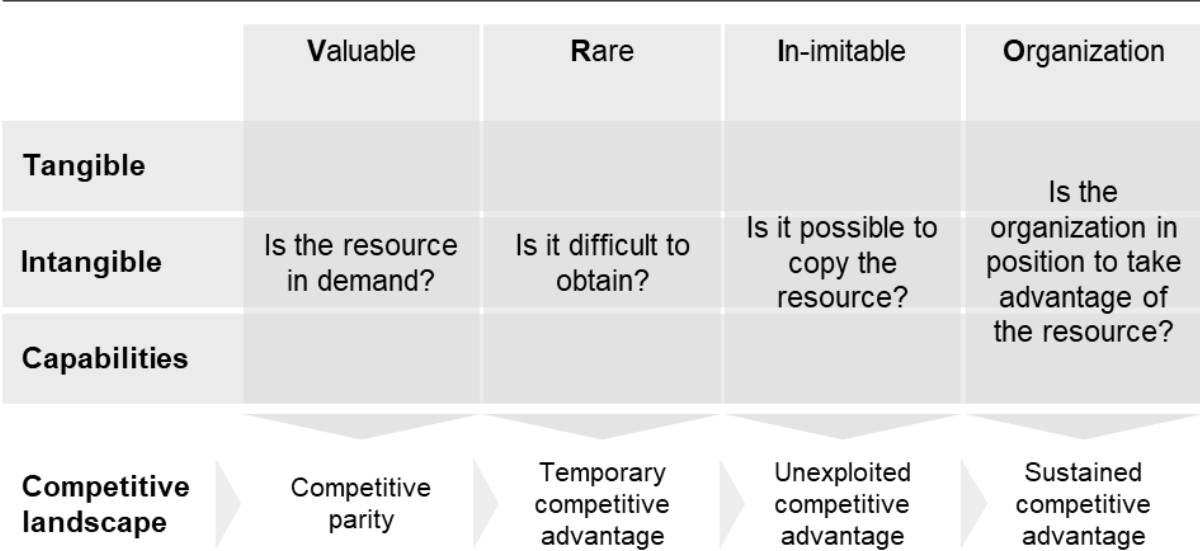 Valuable
Rare
In-imitable
Organization
Tangible
Intangible
Capabilities
Is the resource
in demand?
Is it difficult to
obtain?
Is it possible to
copy the
resource?
Is the
organization in
position to take
advantage of
the resource?
Competitive
landscape
Competitive
parity
Temporary
competitive
advantage
Unexploited
competitive
advantage
Sustained
competitive
advantage